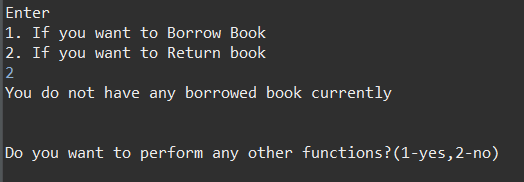 Enter
1. If you want to Borrow Book
2. If you want to Return book
2
You do not have any borrowed book currently
Do you want to perform any other functions?(1-yes,2-no)